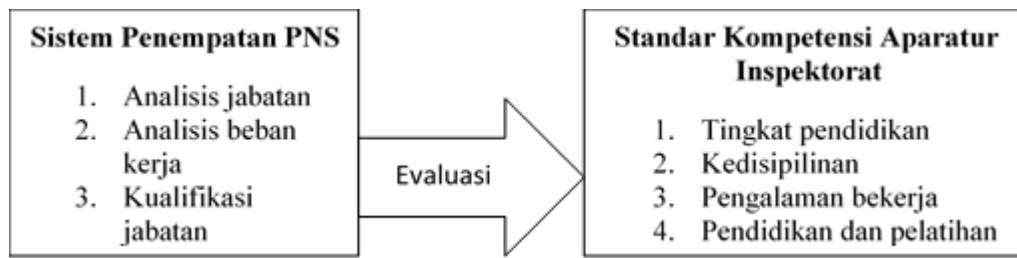 Sistem Penempatan PNS
1. Analisis jabatan
2. Analisis beban
kerja
3. Kualifikasi
jabatan
Evaluasi
Standar Kompetensi Aparatur
Inspektorat
1. Tingkat pendidikan
2. Kedisipilinan
3. Pengalaman bekerja
4. Pendidikan dan pelatihan